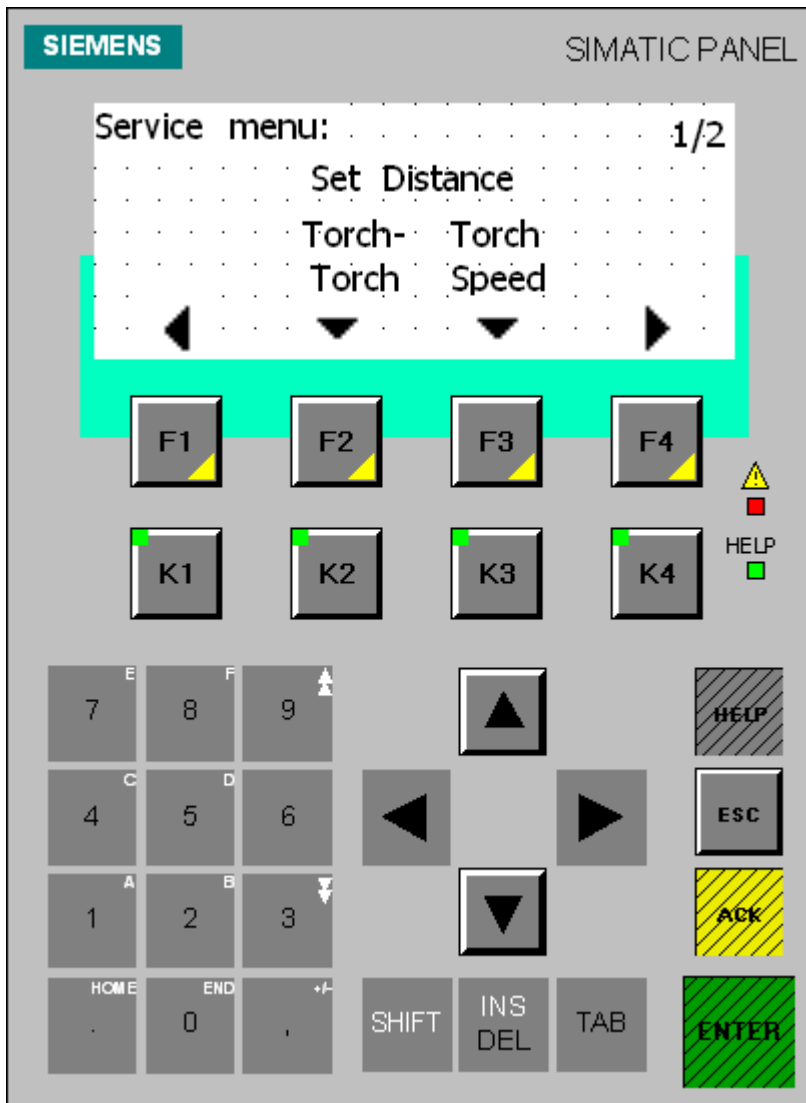 SIEMENS
SIMATIC PANEL
Service menu: 1/2
Set Distance
Torch- Torch
Torch Speed
F1 F2 F3 F4
HELP
K1 K2 K3 K4
E F
7 8 9
HELP
C D
4 5 6
ESC
A B
1 2 3
ACK
HOME END +/-
. 0 ,
SHIFT INS DEL TAB
ENTER